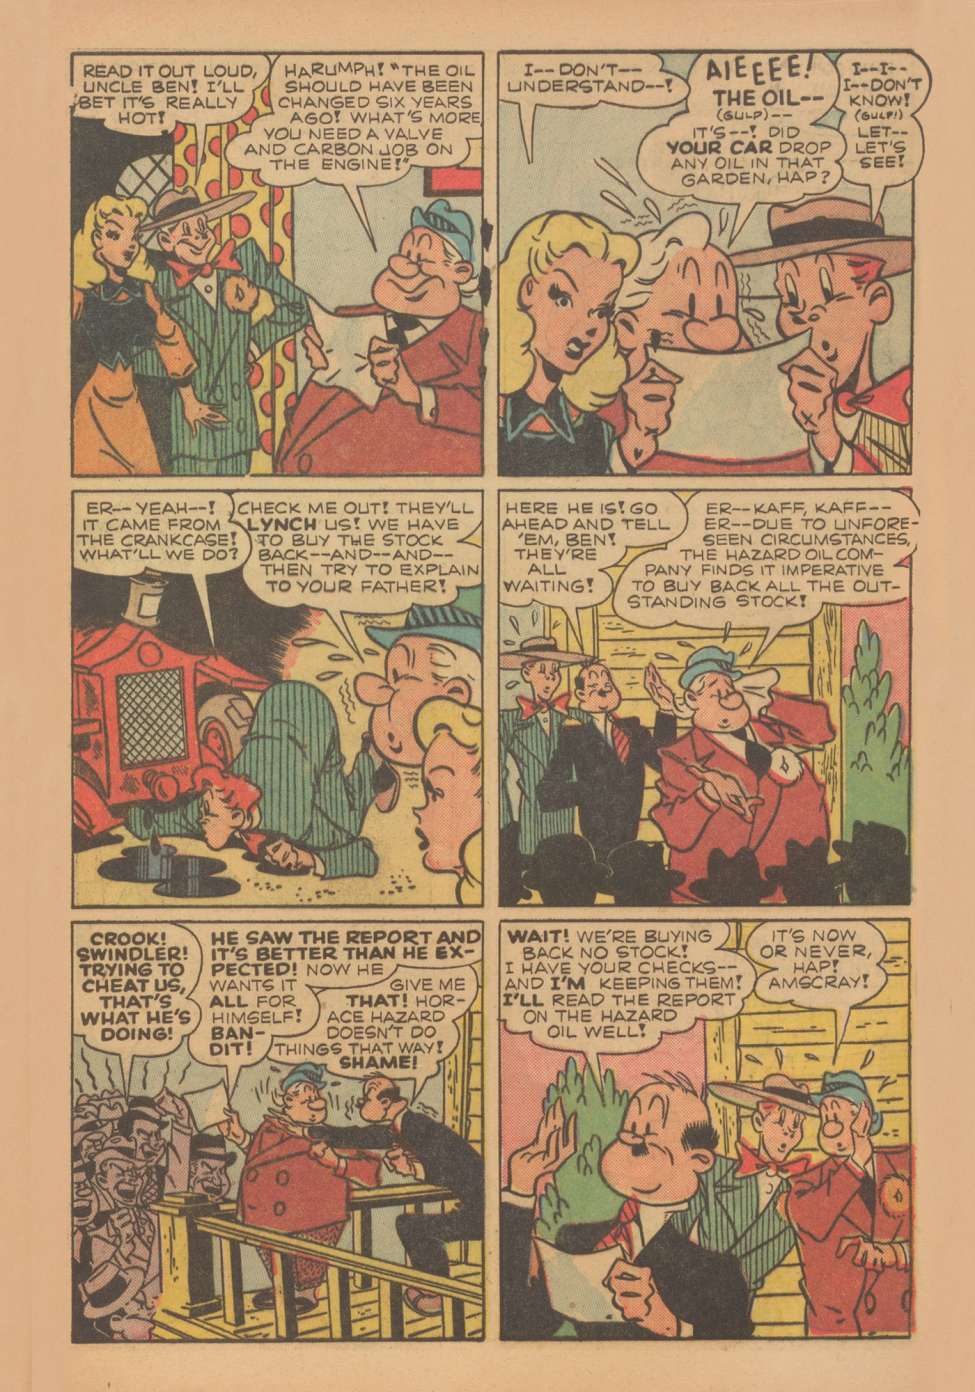 READ IT OUT LOUD,
UNCLE BEN! I'LL
BET IT'S REALLY
HOT!
HARUMPH! "THE OIL
SHOULD HAVE BEEN
CHANGED SIX YEARS
AGO! WHAT'S MORE,
YOU NEED A VALVE
AND CARBON JOB ON
THE ENGINE!"
I-- DON'T--
UNDERSTAND--!
AIEEEE!
THE OIL--
(GULP)--
IT'S--! DID
YOUR CAR DROP
ANY OIL IN THAT
GARDEN, HAP?
I--I--
I--DON'T
KNOW!
(GULP!)
LET--
LET'S
SEE!
ER-- YEAH--!
IT CAME FROM
THE CRANKCASE!
WHAT'LL WE DO?
CHECK ME OUT! THEY'LL
LYNCH US! WE HAVE
TO BUY THE STOCK
BACK--AND--AND--
THEN TRY TO EXPLAIN
TO YOUR FATHER!
HERE HE IS! GO
AHEAD AND TELL
'EM, BEN!
THEY'RE
ALL
WAITING!
ER--KAFF, KAFF--
ER--DUE TO UNFORE-
SEEN CIRCUMSTANCES,
THE HAZARD OIL COM-
PANY FINDS IT IMPERATIVE
TO BUY BACK ALL THE OUT-
STANDING STOCK!
CROOK!
SWINDLER!
TRYING TO
CHEAT US,
THAT'S
WHAT HE'S
DOING!
HE SAW THE REPORT AND
IT'S BETTER THAN HE EX-
PECTED! NOW HE
WANTS IT
ALL FOR
HIMSELF!
BAN-
DIT!
GIVE ME
THAT! HOR-
ACE HAZARD
DOESN'T DO
THINGS THAT WAY!
SHAME!
WAIT! WE'RE BUYING
BACK NO STOCK!
I HAVE YOUR CHECKS--
AND I'M KEEPING THEM!
I'LL READ THE REPORT
ON THE HAZARD
OIL WELL!
IT'S NOW
OR NEVER,
HAP!
AMSCRAY!